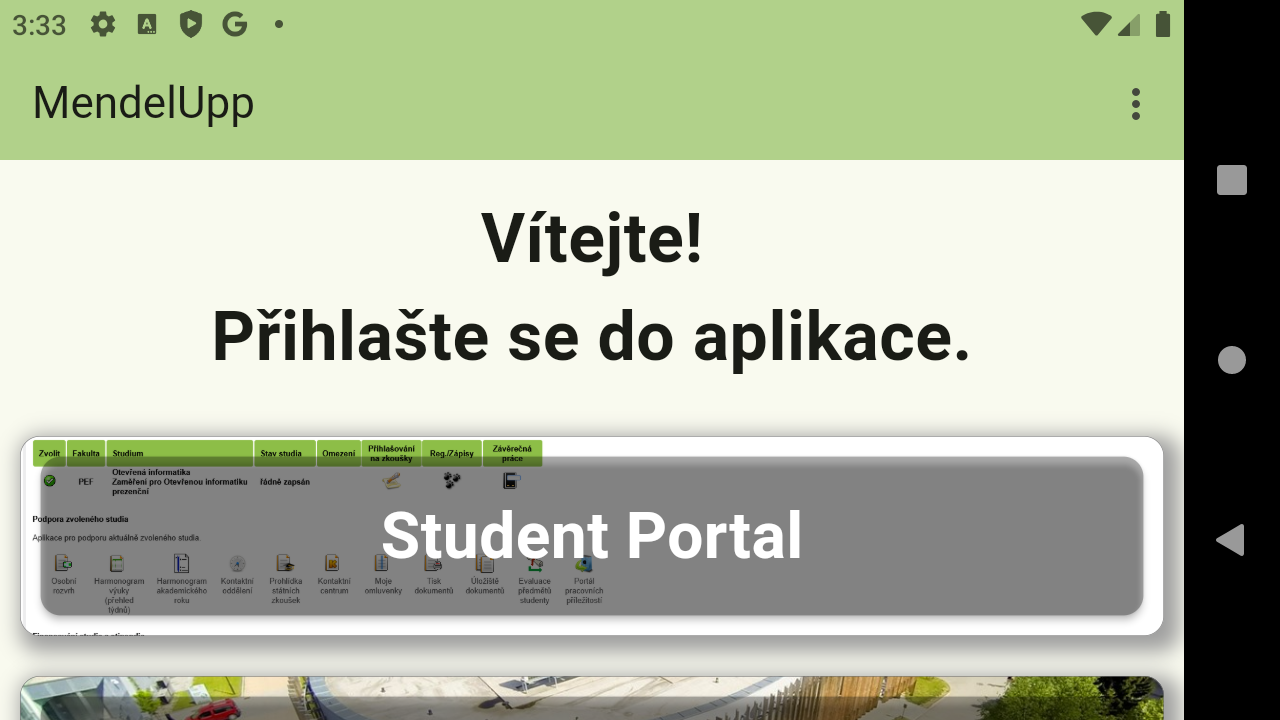 3:33
MendelUpp
Vítejte!
Přihlašte se do aplikace.
Zvolit Fakulta Studium Stav studia Omezení Přihlašování na zkoušky Reg./Zápisy Závěrečná práce
Otevřená informatika
PEF Zaměření pro Otevřenou informatiku řádně zapsán
prezenční
Podpora zvoleného studia
Aplikace pro podporu aktuálně zvoleného studia.
Student Portal
Osobní rozvrh
Harmonogram výuky (přehled týdnů)
Harmonogram akademického roku
Kontaktní oddělení
Prohlídka státních zkoušek
Kontaktní centrum
Moje omluvenky
Tisk dokumentů
Úložiště dokumentů
Evaluace předmětů studenty
Portál pracovních příležitostí